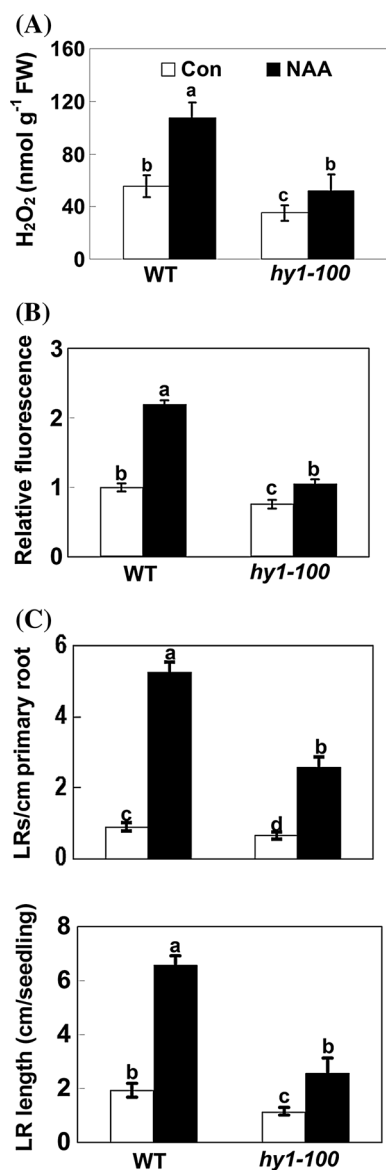 (A)
H₂O₂ (nmol g⁻¹ FW)
160
120
80
40
0
Con NAA
b a c b
WT hy1-100
(B)
Relative fluorescence
3
2
1
0
b a c b
WT hy1-100
(C)
LRs/cm primary root
6
4
2
0
c a d b
LR length (cm/seedling)
8
6
4
2
0
b a c b
WT hy1-100